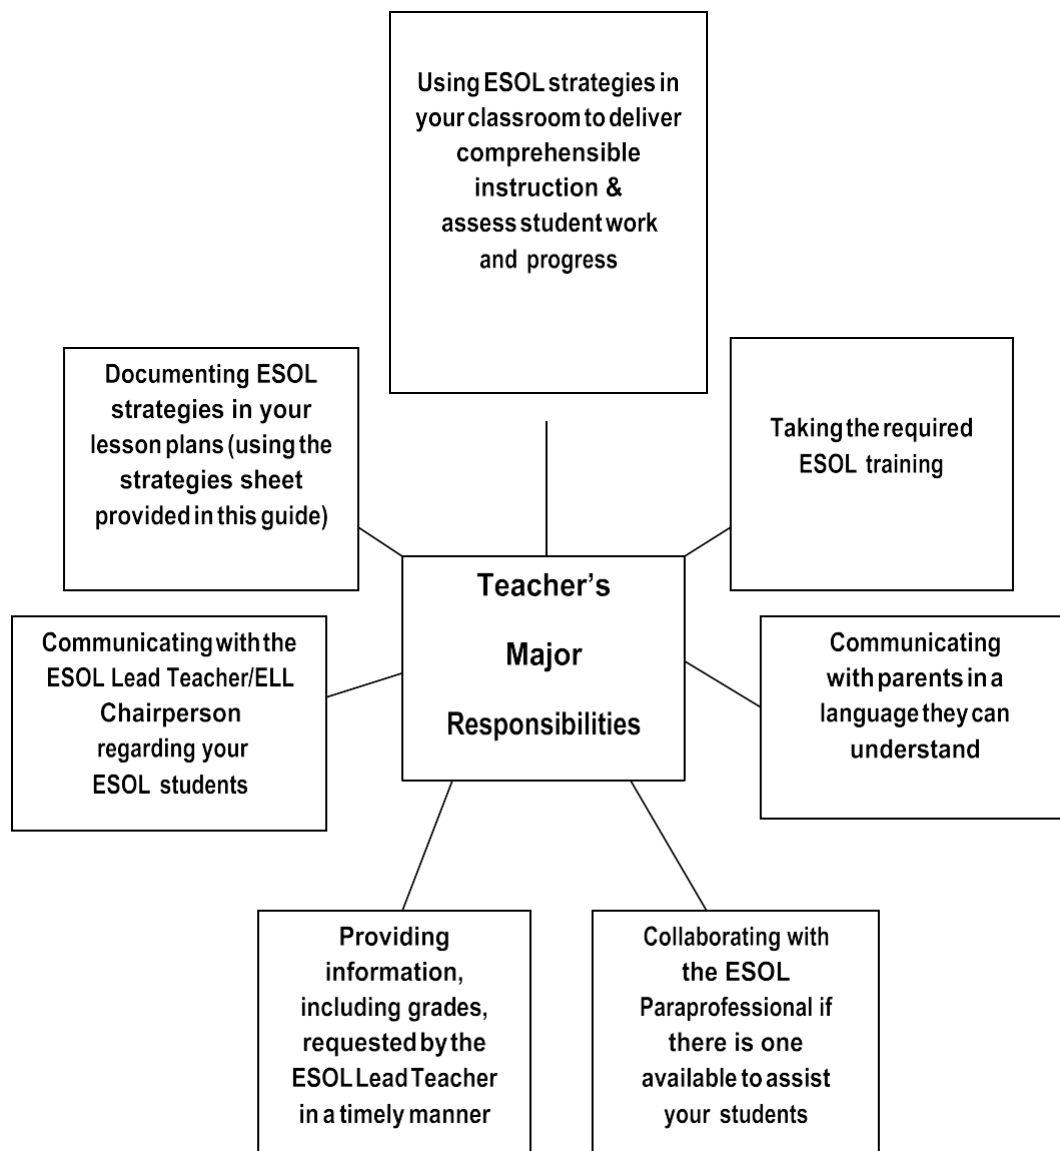 Using ESOL strategies in
your classroom to deliver
comprehensible
instruction &
assess student work
and progress
Documenting ESOL
strategies in your
lesson plans (using the
strategies sheet
provided in this guide)
Taking the required
ESOL training
Teacher’s
Major
Responsibilities
Communicating with the
ESOL Lead Teacher/ELL
Chairperson
regarding your
ESOL students
Communicating
with parents in a
language they can
understand
Providing
information,
including grades,
requested by the
ESOL Lead Teacher
in a timely manner
Collaborating with
the ESOL
Paraprofessional if
there is one
available to assist
your students